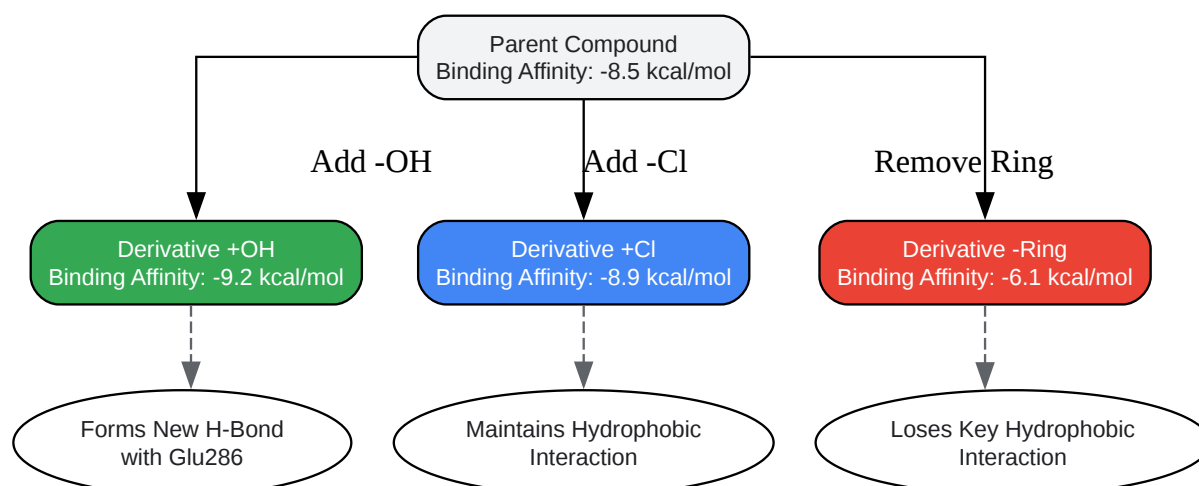 Parent Compound
Binding Affinity: -8.5 kcal/mol
Add -OH
Add -Cl
Remove Ring
Derivative +OH
Binding Affinity: -9.2 kcal/mol
Derivative +Cl
Binding Affinity: -8.9 kcal/mol
Derivative -Ring
Binding Affinity: -6.1 kcal/mol
Forms New H-Bond
with Glu286
Maintains Hydrophobic
Interaction
Loses Key Hydrophobic
Interaction